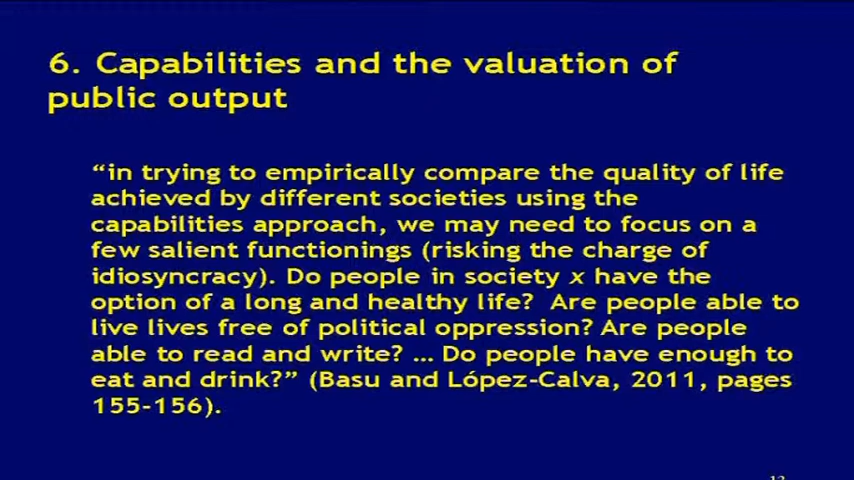 6. Capabilities and the valuation of
public output
“in trying to empirically compare the quality of life
achieved by different societies using the
capabilities approach, we may need to focus on a
few salient functionings (risking the charge of
idiosyncracy). Do people in society x have the
option of a long and healthy life?  Are people able to
live lives free of political oppression? Are people
able to read and write? ... Do people have enough to
eat and drink?” (Basu and López-Calva, 2011, pages
155-156).